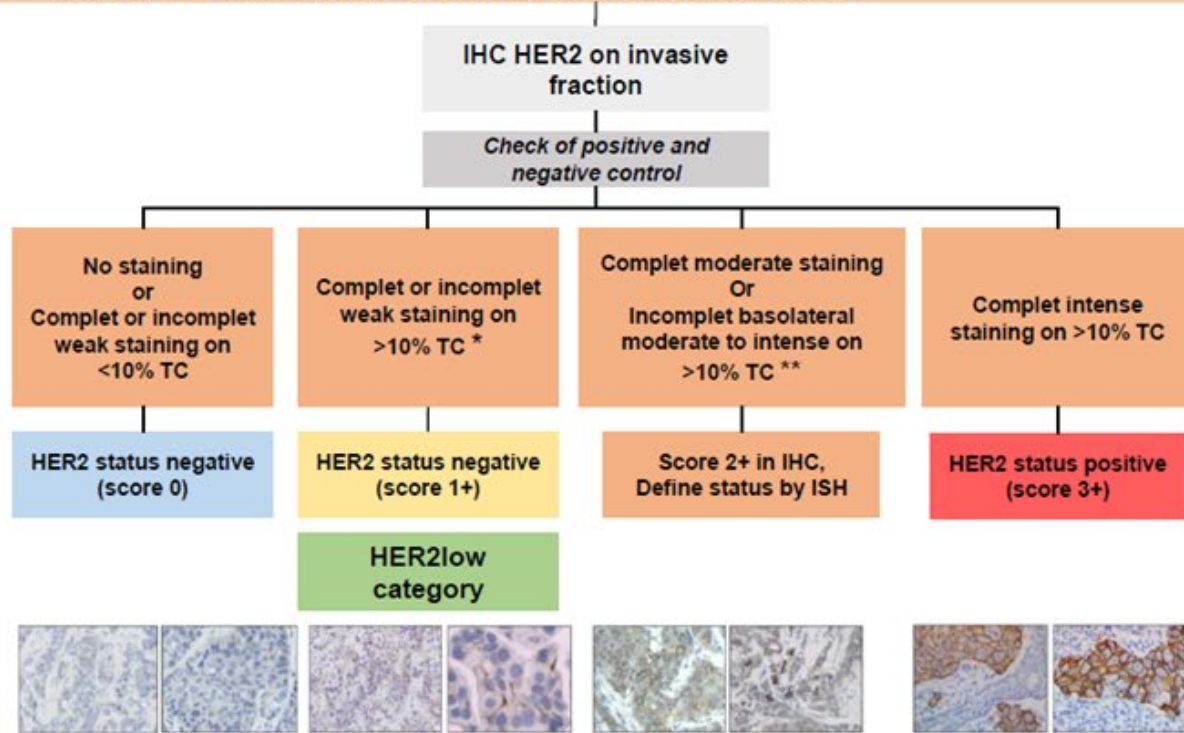 IHC HER2 on invasive
fraction
Check of positive and
negative control
No staining
or
Complet or incomplet
weak staining on
<10% TC
Complet or incomplet
weak staining on
>10% TC *
Complet moderate staining
Or
Incomplet basolateral
moderate to intense on
>10% TC **
Complet intense
staining on >10% TC
HER2 status negative
(score 0)
HER2 status negative
(score 1+)
Score 2+ in IHC,
Define status by ISH
HER2 status positive
(score 3+)
HER2low
category